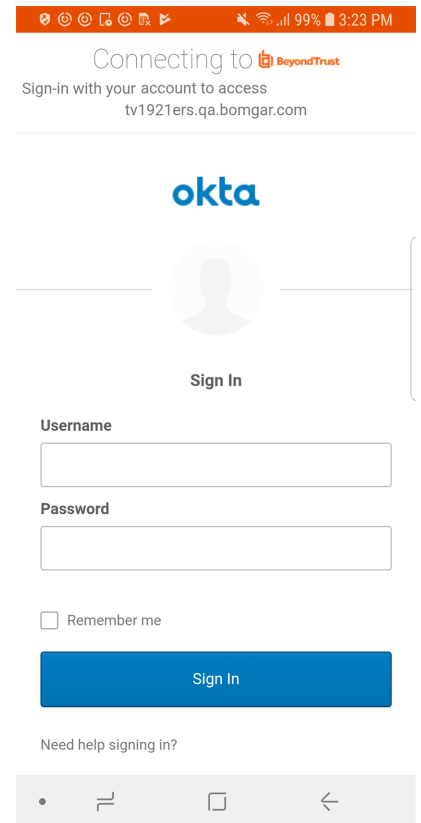 99% 3:23 PM
Connecting to BeyondTrust
Sign-in with your account to access
tv1921ers.qa.bomgar.com
okta
Sign In
Username
Password
Remember me
Sign In
Need help signing in?